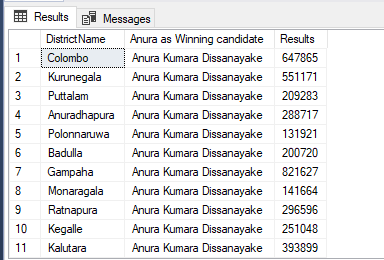 Results Messages
DistrictName Anura as Winning candidate Results
1 Colombo Anura Kumara Dissanayake 647865
2 Kurunegala Anura Kumara Dissanayake 551171
3 Puttalam Anura Kumara Dissanayake 209283
4 Anuradhapura Anura Kumara Dissanayake 288717
5 Polonnaruwa Anura Kumara Dissanayake 131921
6 Badulla Anura Kumara Dissanayake 200720
7 Gampaha Anura Kumara Dissanayake 821627
8 Monaragala Anura Kumara Dissanayake 141664
9 Ratnapura Anura Kumara Dissanayake 296596
10 Kegalle Anura Kumara Dissanayake 251048
11 Kalutara Anura Kumara Dissanayake 393899